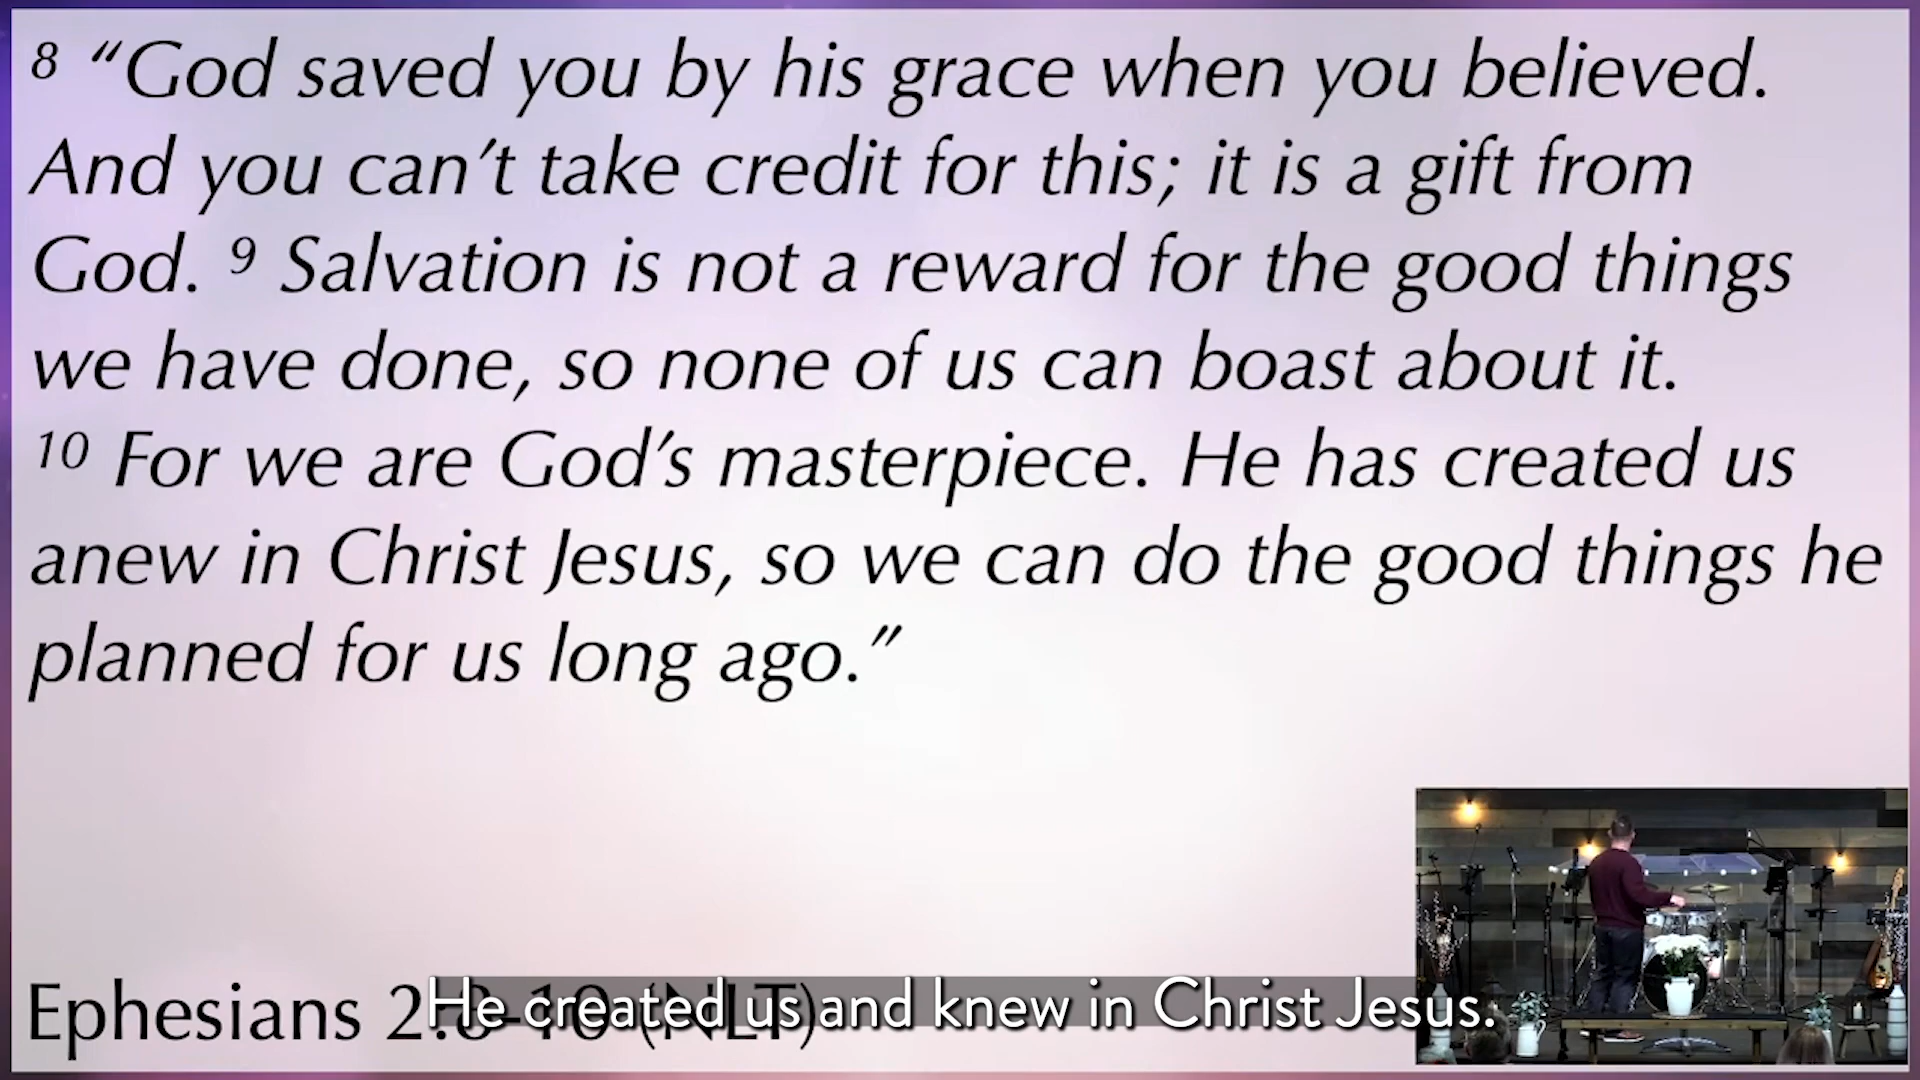 8 “God saved you by his grace when you believed.
And you can’t take credit for this; it is a gift from
God. 9 Salvation is not a reward for the good things
we have done, so none of us can boast about it.
10 For we are God’s masterpiece. He has created us
anew in Christ Jesus, so we can do the good things he
planned for us long ago.”
Ephesians 2:8-10 (NLT)
He created us and knew in Christ Jesus.